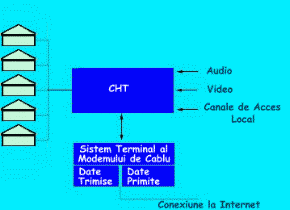 Audio
CHT
Video
Canale de Acces
Local
Sistem Terminal al
Modemului de Cablu
Date
Trimise
Date
Primite
Conexiune la Internet